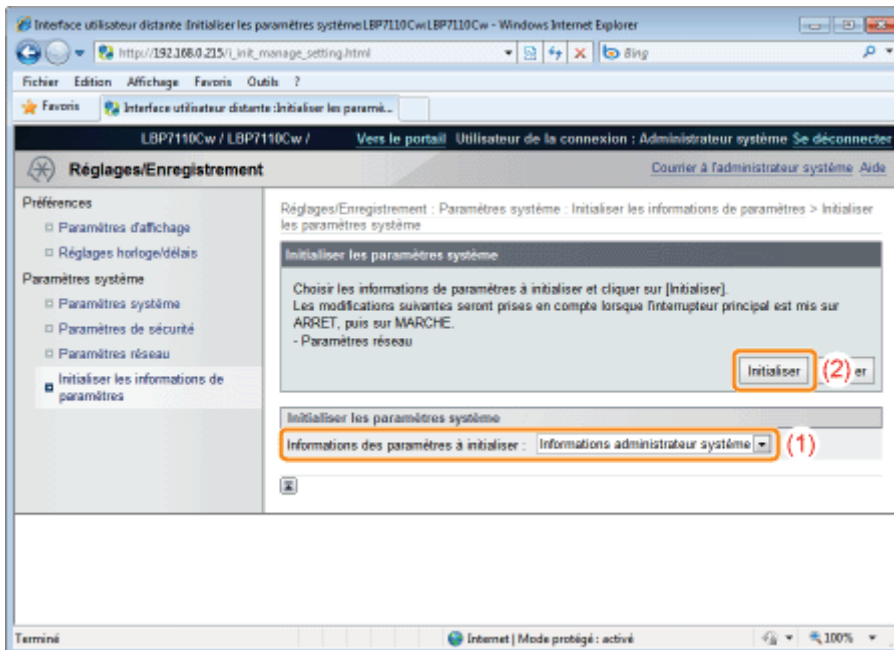 Interface utilisateur distante :Initialiser les paramètres système:LBP7110Cw:LBP7110Cw - Windows Internet Explorer
http://192.168.0.215/i_init_manage_setting.html
Bing
Fichier Edition Affichage Favoris Outils ?
Favoris
Interface utilisateur distante :Initialiser les paramè...
LBP7110Cw / LBP7110Cw /
Vers le portail Utilisateur de la connexion : Administrateur système Se déconnecter
Réglages/Enregistrement
Courrier à l'administrateur système Aide
Préférences
Paramètres d'affichage
Réglages horloge/délais
Paramètres système
Paramètres système
Paramètres de sécurité
Paramètres réseau
Initialiser les informations de
paramètres
Réglages/Enregistrement : Paramètres système : Initialiser les informations de paramètres > Initialiser
les paramètres système
Initialiser les paramètres système
Choisir les informations de paramètres à initialiser et cliquer sur [Initialiser].
Les modifications suivantes seront prises en compte lorsque l'interrupteur principal est mis sur
ARRET, puis sur MARCHE.
- Paramètres réseau
Initialiser (2) er
Initialiser les paramètres système
Informations des paramètres à initialiser : Informations administrateur système (1)
Terminé
Internet | Mode protégé : activé
100%